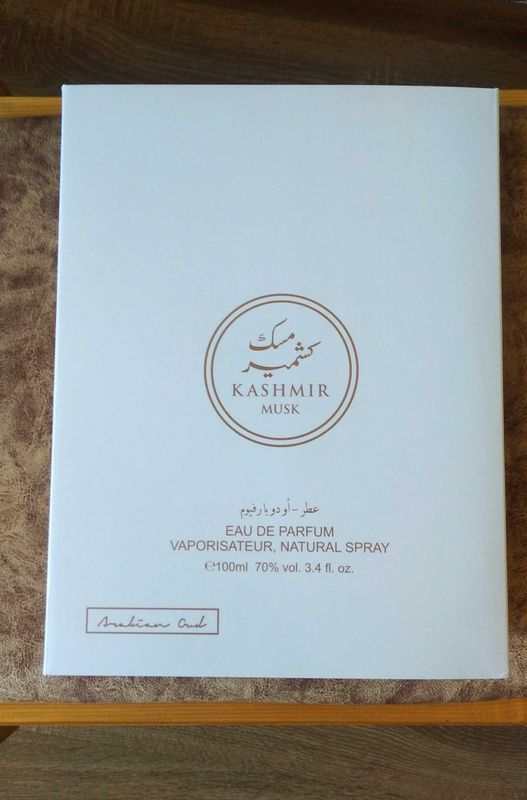 مسك
كشمير
KASHMIR
MUSK
عطر - أودوبارفيوم
EAU DE PARFUM
VAPORISATEUR, NATURAL SPRAY
℮100ml 70% vol. 3.4 fl. oz.
Arabian Oud